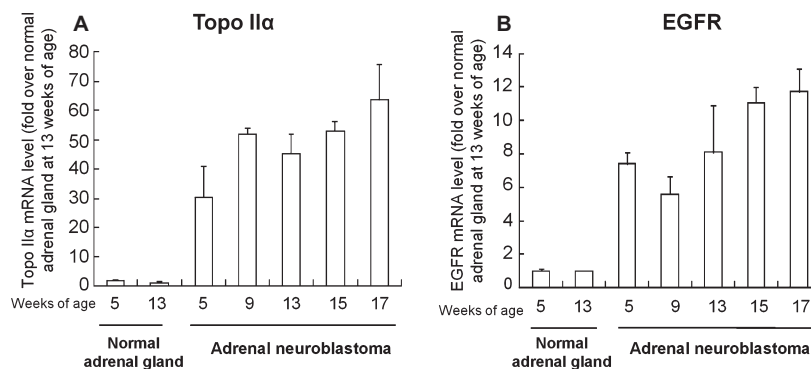 A
Topo IIα
Topo IIα mRNA level (fold over normal
adrenal gland at 13 weeks of age)
80
70
60
50
40
30
20
10
0
Weeks of age
5 13 5 9 13 15 17
Normal
adrenal gland
Adrenal neuroblastoma
B
EGFR
EGFR mRNA level (fold over normal
adrenal gland at 13 weeks of age)
14
12
10
8
6
4
2
0
Weeks of age
5 13 5 9 13 15 17
Normal
adrenal gland
Adrenal neuroblastoma